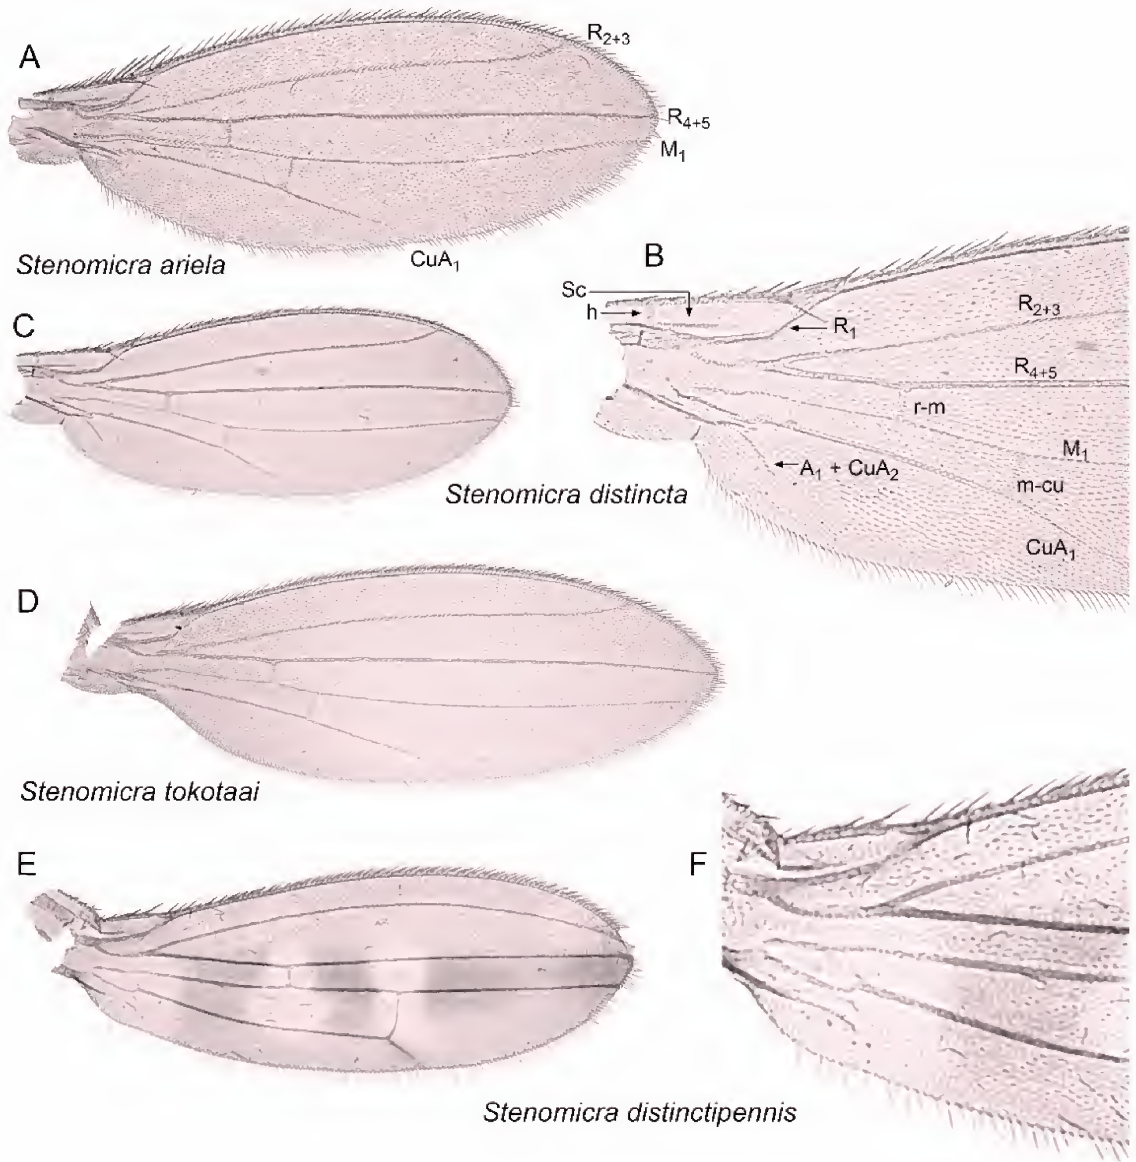 A
R2+3
R4+5
M1
CuA1
Stenomicra ariela
B
Sc
h
R1
R2+3
R4+5
r-m
M1
A1 + CuA2
m-cu
CuA1
C
Stenomicra distincta
D
Stenomicra tokotaai
E
F
Stenomicra distinctipennis